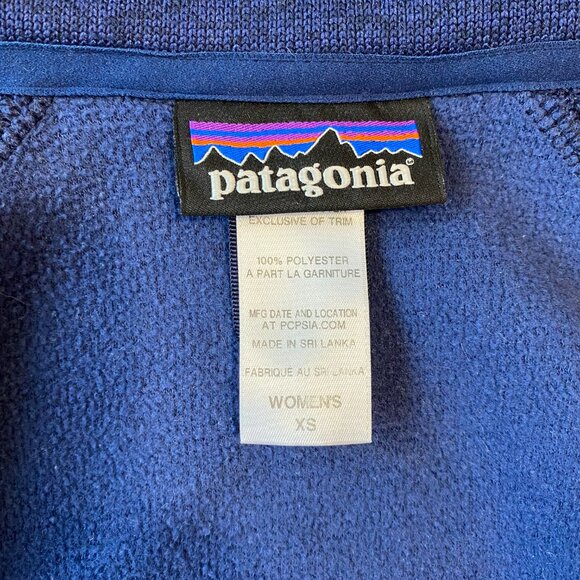 patagonia
EXCLUSIVE OF TRIM
100% POLYESTER
A PART LA GARNITURE
MFG DATE AND LOCATION
AT PCPSIA.COM
MADE IN SRI LANKA
FABRIQUE AU SRI LANKA
WOMEN'S
XS